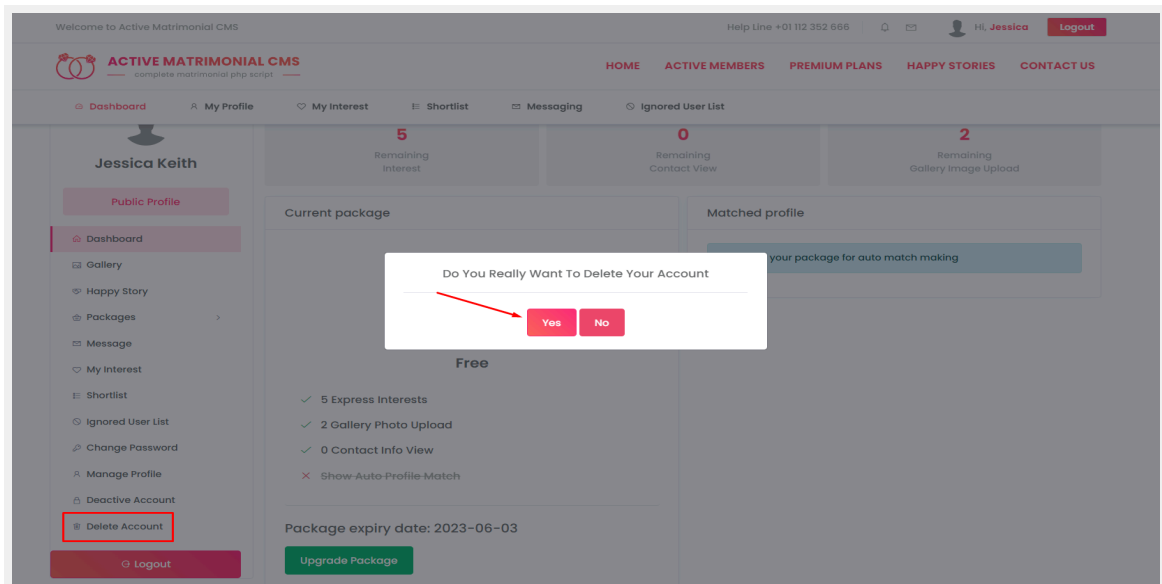 Welcome to Active Matrimonial CMS
Help Line +01 112 352 666
Hi, Jessica
Logout
ACTIVE MATRIMONIAL CMS
complete matrimonial php script
HOME
ACTIVE MEMBERS
PREMIUM PLANS
HAPPY STORIES
CONTACT US
Dashboard
My Profile
My Interest
Shortlist
Messaging
Ignored User List
Jessica Keith
Public Profile
Dashboard
Gallery
Happy Story
Packages
Message
My Interest
Shortlist
Ignored User List
Change Password
Manage Profile
Deactive Account
Delete Account
Logout
5
Remaining
Interest
0
Remaining
Contact View
2
Remaining
Gallery Image Upload
Current package
Matched profile
your package for auto match making
Do You Really Want To Delete Your Account
Yes
No
Free
5 Express Interests
2 Gallery Photo Upload
0 Contact Info View
Show Auto Profile Match
Package expiry date: 2023-06-03
Upgrade Package